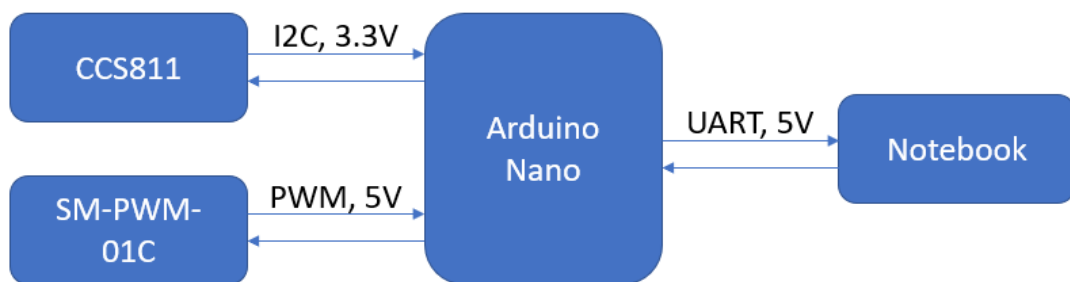 CCS811
I2C, 3.3V
SM-PWM-
01C
PWM, 5V
Arduino
Nano
UART, 5V
Notebook